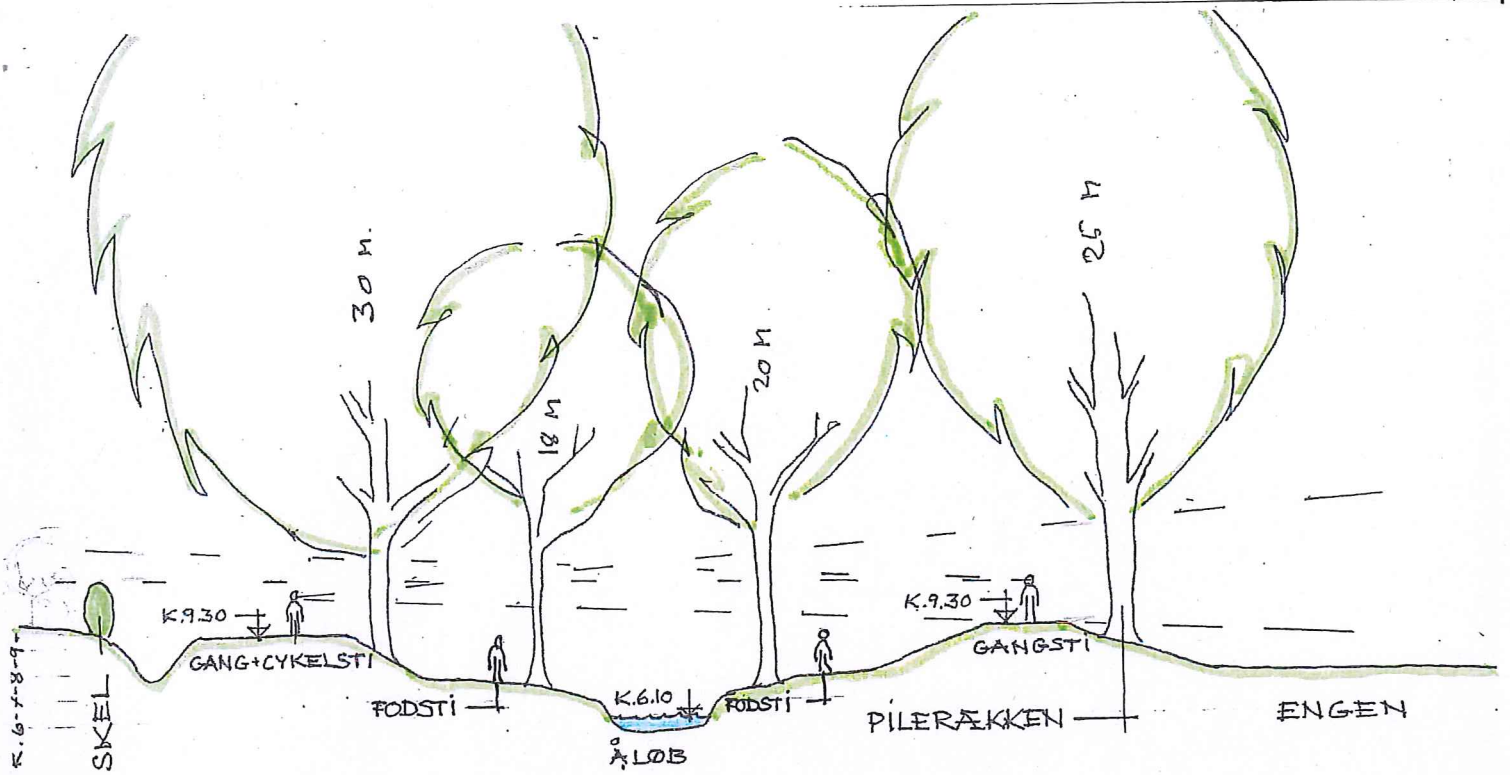 30 M.
18 M
20 M
25 M
K.9.30
GANG+CYKELSTI
K.9.30
GANGSTI
FODSTI
K.6.10
FODSTI
PILERÆKKEN
ENGEN
ÅLØB
SKEL
K.6-7-8-9-